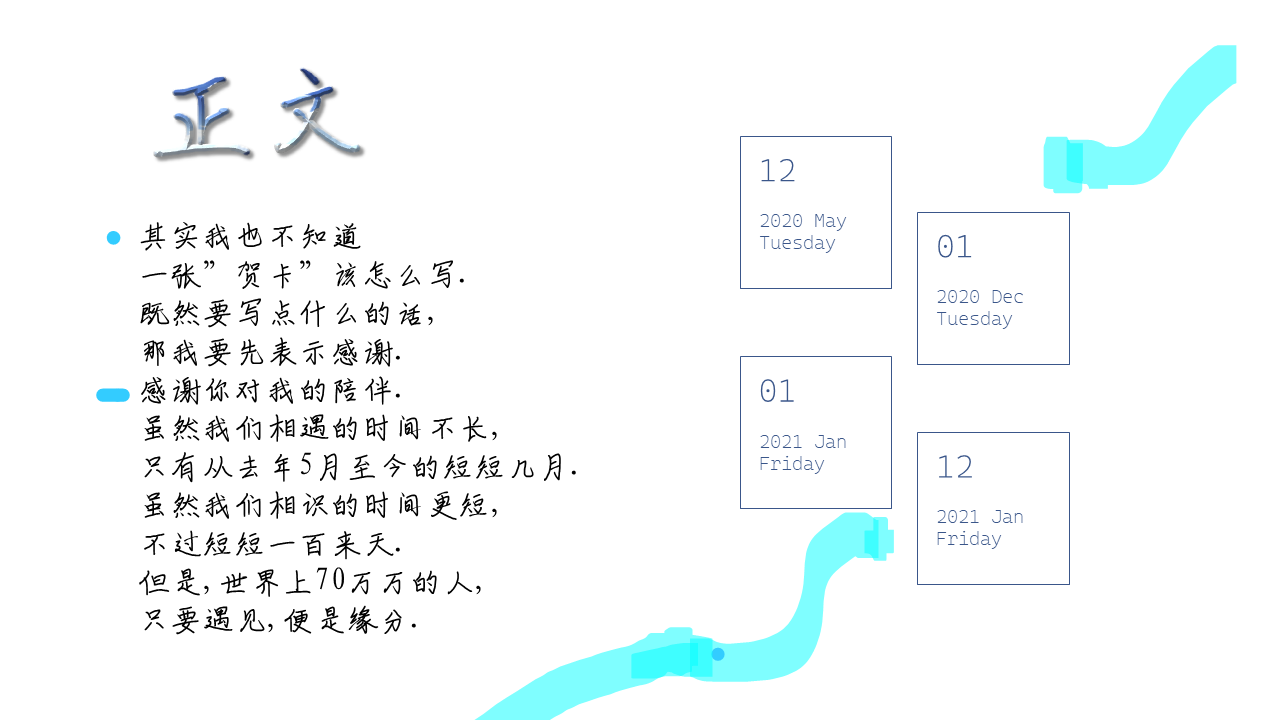 正文
其实我也不知道
一张”贺卡”该怎么写.
既然要写点什么的话,
那我要先表示感谢.
感谢你对我的陪伴.
虽然我们相遇的时间不长,
只有从去年5月至今的短短几月.
虽然我们相识的时间更短,
不过短短一百来天.
但是,世界上70万万的人,
只要遇见,便是缘分.
12
2020 May
Tuesday
01
2020 Dec
Tuesday
01
2021 Jan
Friday
12
2021 Jan
Friday